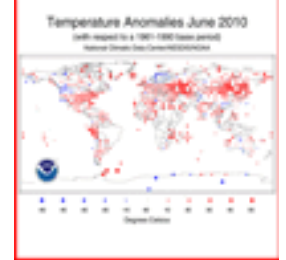 Temperature Anomalies June 2010
(with respect to a 1961-1990 base period)
National Climatic Data Center/NESDIS/NOAA
Degrees Celsius